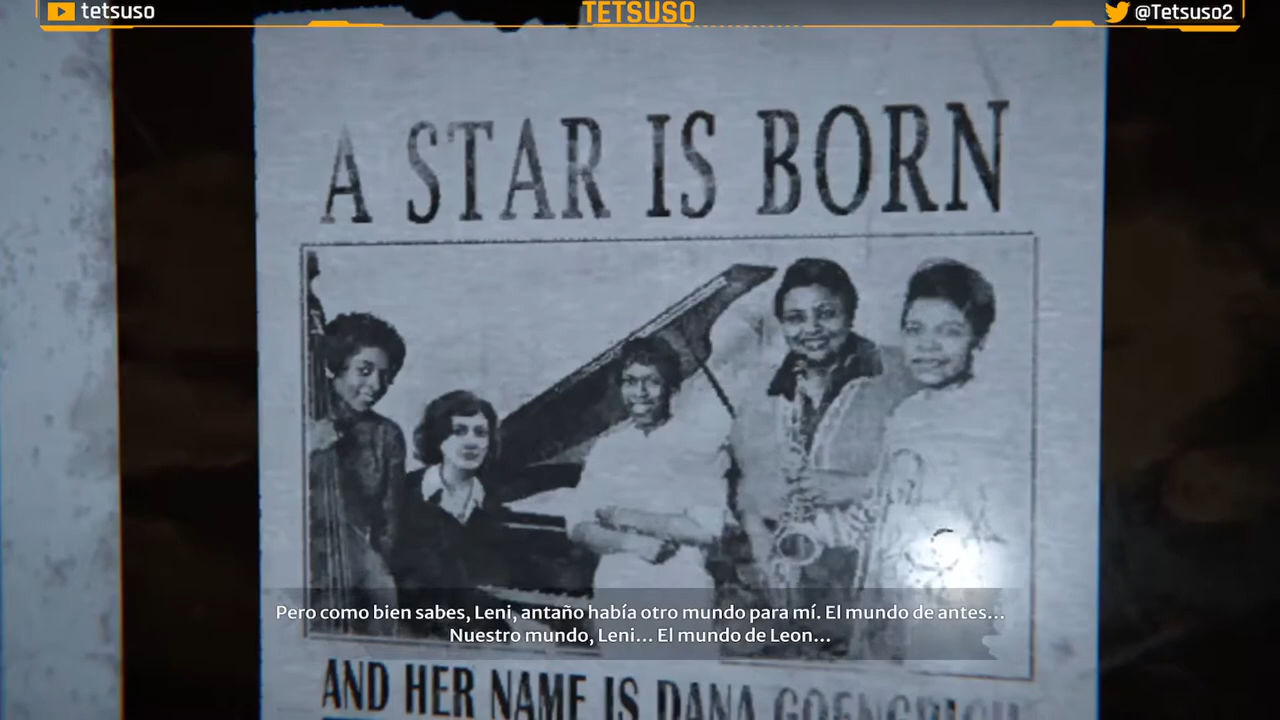 tetsuso
TETSUSO
@Tetsuso2
A STAR IS BORN
Pero como bien sabes, Leni, antaño había otro mundo para mí. El mundo de antes...
Nuestro mundo, Leni... El mundo de Leon...
AND HER NAME IS DANA